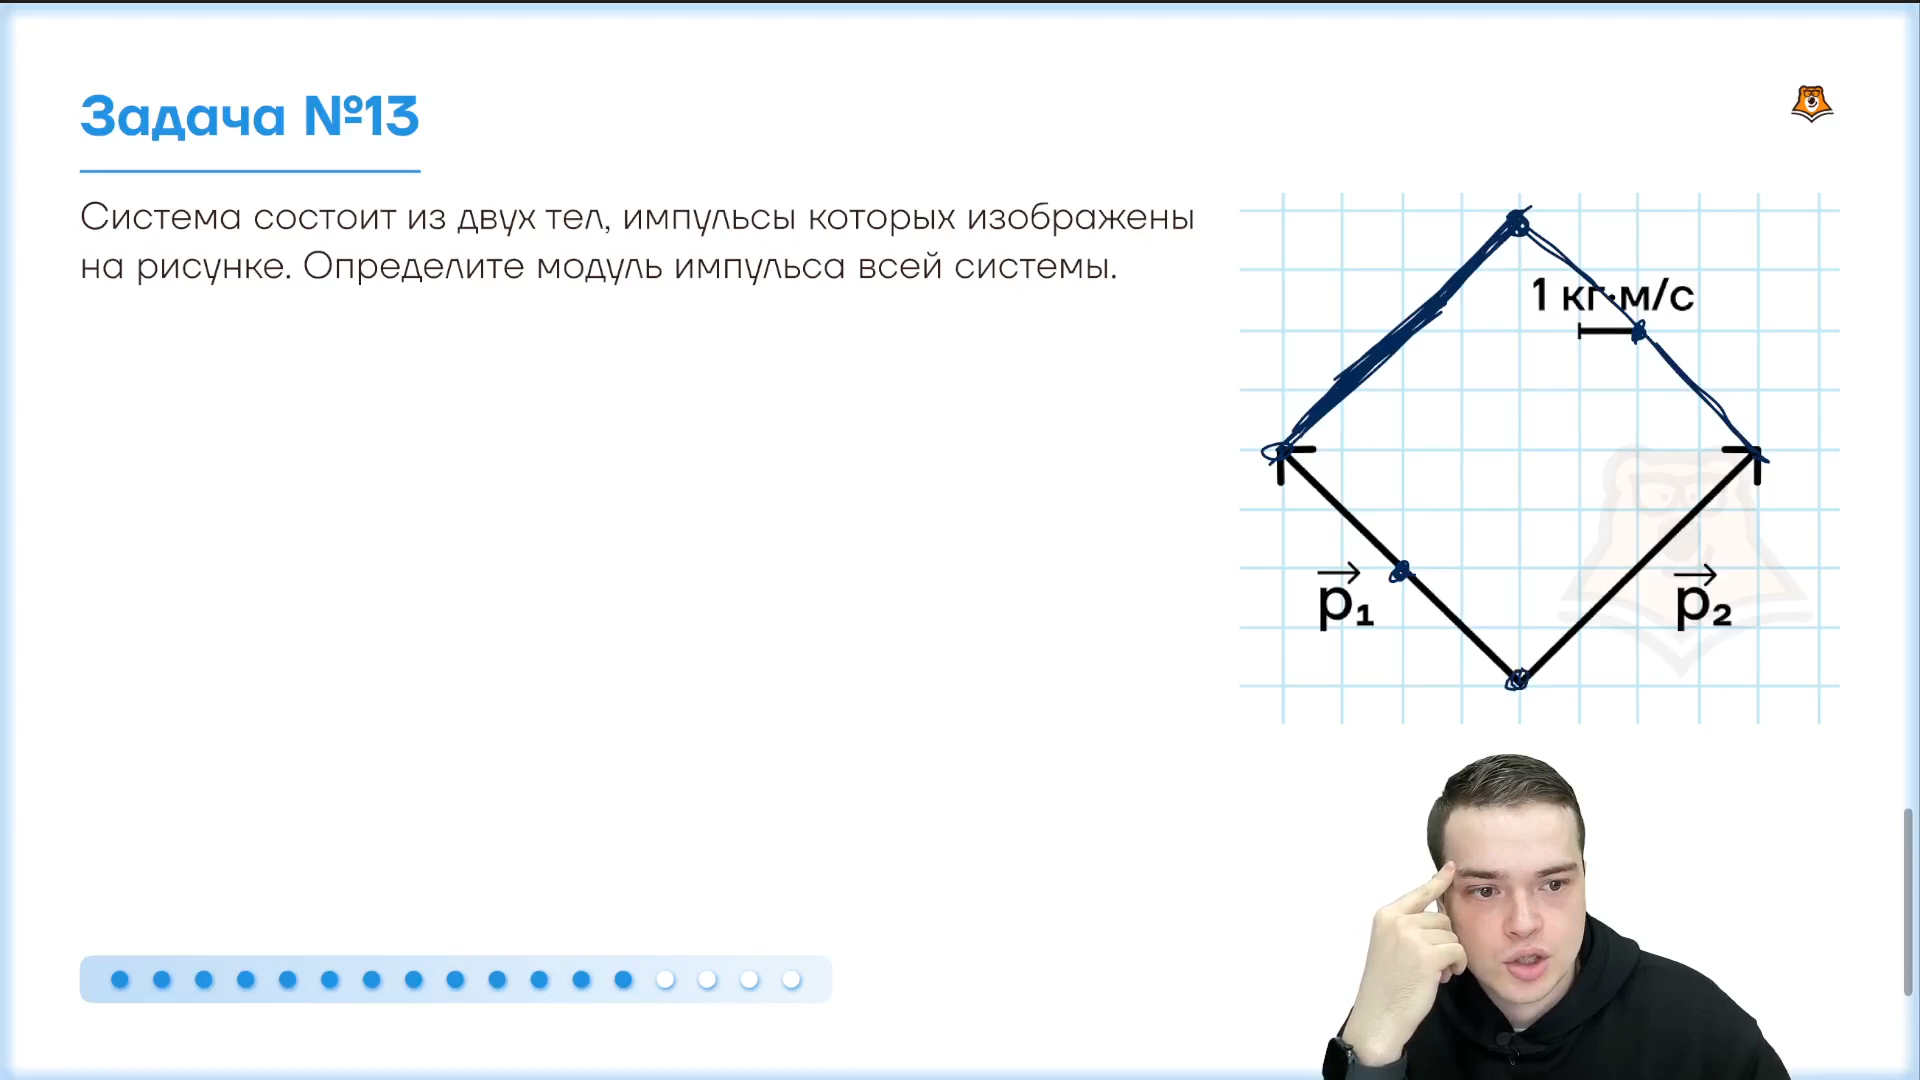 Задача №13
Система состоит из двух тел, импульсы которых изображены
на рисунке. Определите модуль импульса всей системы.
1 кг·м/с
p₁
p₂